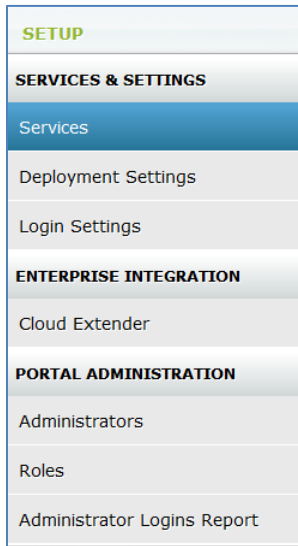 SETUP
SERVICES & SETTINGS
Services
Deployment Settings
Login Settings
ENTERPRISE INTEGRATION
Cloud Extender
PORTAL ADMINISTRATION
Administrators
Roles
Administrator Logins Report